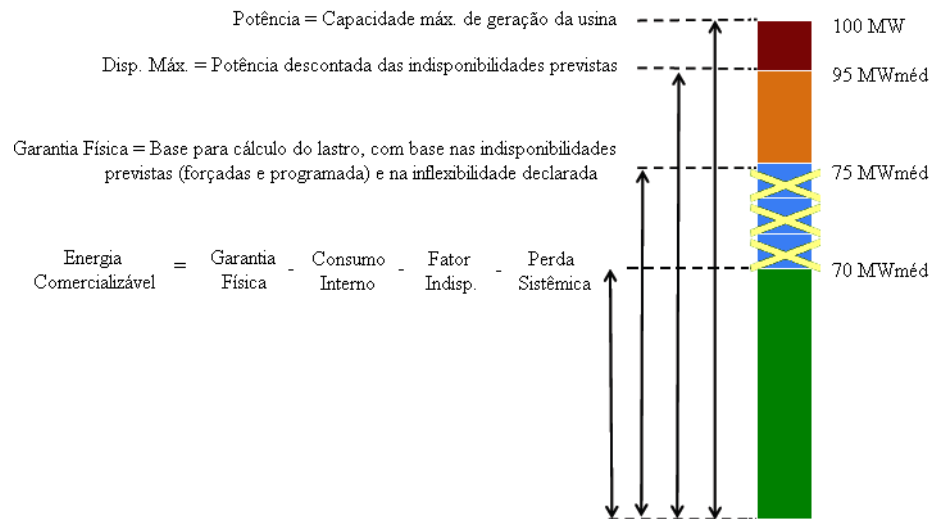 Potência = Capacidade máx. de geração da usina
100 MW
Disp. Máx. = Potência descontada das indisponibilidades previstas
95 MWméd
Garantia Física = Base para cálculo do lastro, com base nas indisponibilidades
previstas (forçadas e programada) e na inflexibilidade declarada
75 MWméd
Energia Comercializável = Garantia Física - Consumo Interno - Fator Indisp. - Perda Sistêmica
70 MWméd